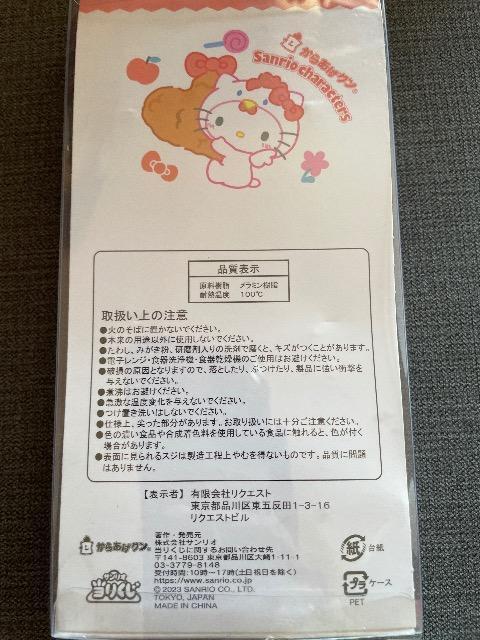 からあげクン®
Sanrio characters
品質表示
原料樹脂 メラミン樹脂
耐熱温度 100℃
取扱い上の注意
●火のそばに置かないでください。
●本来の用途以外に使用しないでください。
●たわし、みがき粉、研磨剤入りの洗剤で磨くと、キズがつくことがあります。
●電子レンジ・食器洗浄機・食器乾燥機のご使用はお避けください。
●破損の原因となりますので、落としたり、ぶつけたり、製品に強い衝撃を
与えないでください。
●煮沸はお避けください。
●急激な温度変化を与えないでください。
●つけ置き洗いはしないでください。
●仕様上、尖った部分があります。お取り扱いには十分ご注意ください。
●色の濃い食品や合成着色料を使用している食品に触れると、色が付く
場合があります。
●表面に見られるスジは製造工程上やむを得ないものです。品質に問題
はありません。
【表示者】 有限会社リクエスト
東京都品川区東五反田1-3-16
リクエストビル
からあげクン®
サンリオ
当りくじ
著作・発売元
株式会社サンリオ
当りくじに関するお問い合わせ先
〒141-8603 東京都品川区大崎1-11-1
03-3779-8148
受付時間:10時〜17時(土日祝日を除く)
https://www.sanrio.co.jp
© 2023 SANRIO CO., LTD.
TOKYO, JAPAN
MADE IN CHINA
紙 台紙
プラ ケース
PET